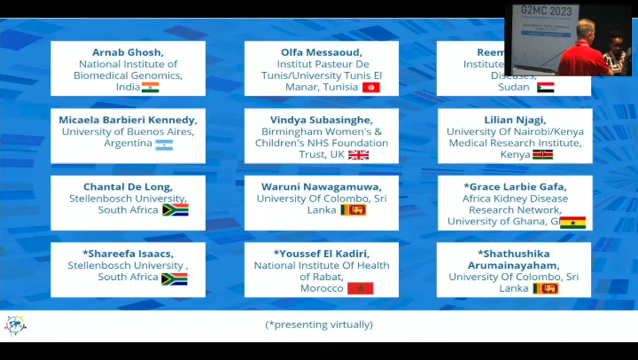 G2MC 2023
Arnab Ghosh,
National Institute of
Biomedical Genomics,
India
Olfa Messaoud,
Institut Pasteur De
Tunis/University Tunis El
Manar, Tunisia
Reem
Institute
Diseases,
Sudan
Micaela Barbieri Kennedy,
University of Buenos Aires,
Argentina
Vindya Subasinghe,
Birmingham Women's &
Children's NHS Foundation
Trust, UK
Lilian Njagi,
University Of Nairobi/Kenya
Medical Research Institute,
Kenya
Chantal De Long,
Stellenbosch University,
South Africa
Waruni Nawagamuwa,
University Of Colombo, Sri
Lanka
*Grace Larbie Gafa,
Africa Kidney Disease
Research Network,
University of Ghana, G
*Shareefa Isaacs,
Stellenbosch University ,
South Africa
*Youssef El Kadiri,
National Institute Of Health
of Rabat,
Morocco
*Shathushika
Arumainayaham,
University Of Colombo, Sri
Lanka
(*presenting virtually)